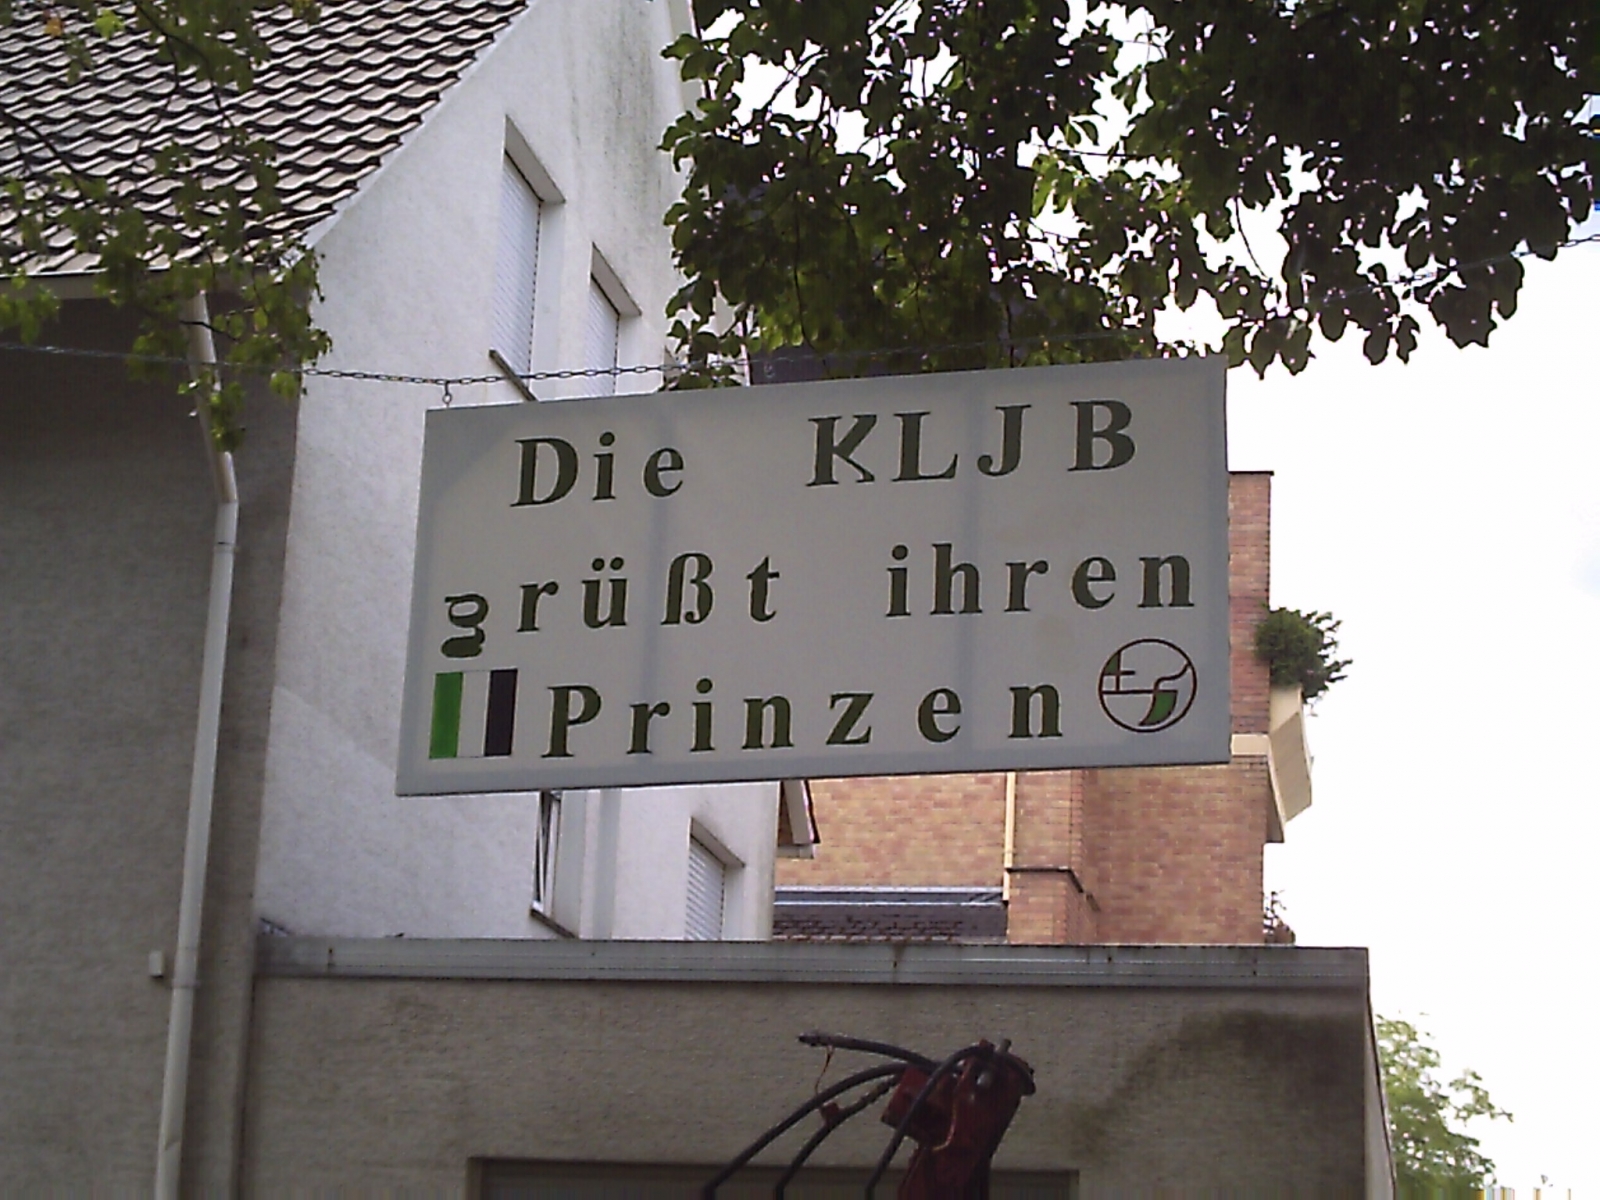 Die KLJB
grüßt ihren
Prinzen